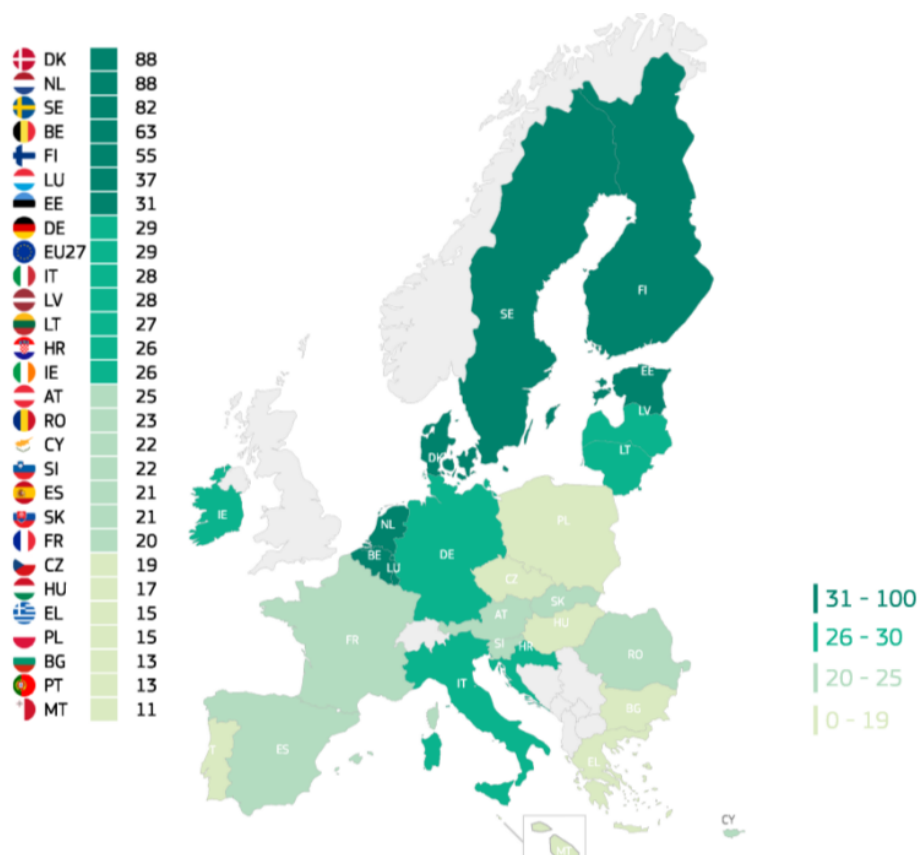 DK 88
NL 88
SE 82
BE 63
FI 55
LU 37
EE 31
DE 29
EU27 29
IT 28
LV 28
LT 27
HR 26
IE 26
AT 25
RO 23
CY 22
SI 22
ES 21
SK 21
FR 20
CZ 19
HU 17
EL 15
PL 15
BG 13
PT 13
MT 11
FI
SE
EE
LV
LT
DK
IE
NL
PL
BE
DE
LU
CZ
SK
AT
HU
FR
SI
HR
RO
IT
BG
ES
EL
CY
MT
31 - 100
26 - 30
20 - 25
0 - 19